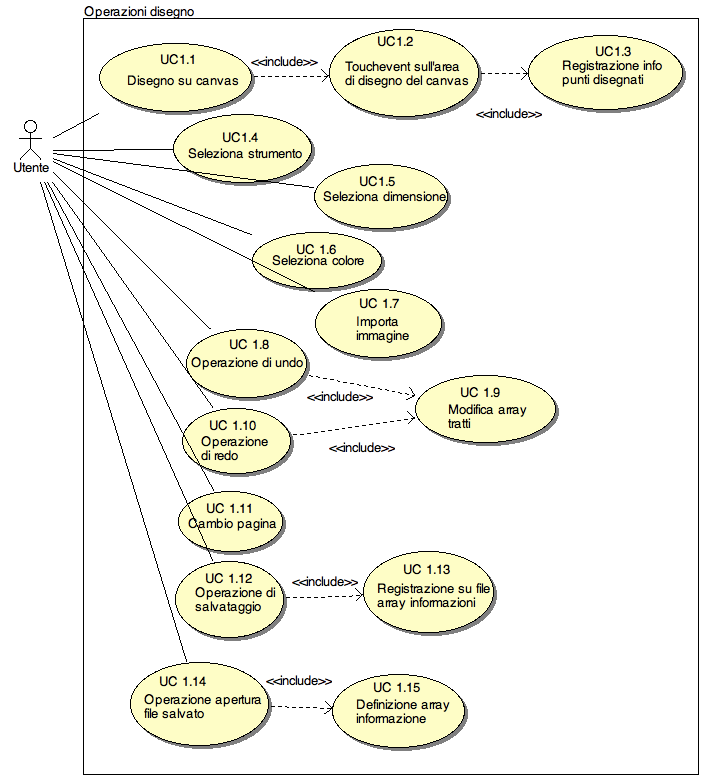 Operazioni disegno
UC1.1
Disegno su canvas
<<include>>
UC1.2
Touchevent sull'area
di disegno del canvas
<<include>>
UC1.3
Registrazione info
punti disegnati
Utente
UC1.4
Seleziona strumento
UC1.5
Seleziona dimensione
UC 1.6
Seleziona colore
UC 1.7
Importa
immagine
UC 1.8
Operazione di undo
<<include>>
UC 1.9
Modifica array
tratti
UC 1.10
Operazione
di redo
<<include>>
UC 1.11
Cambio pagina
UC 1.12
Operazione di
salvataggio
<<include>>
UC 1.13
Registrazione su file
array informazioni
UC 1.14
Operazione apertura
file salvato
<<include>>
UC 1.15
Definizione array
informazione